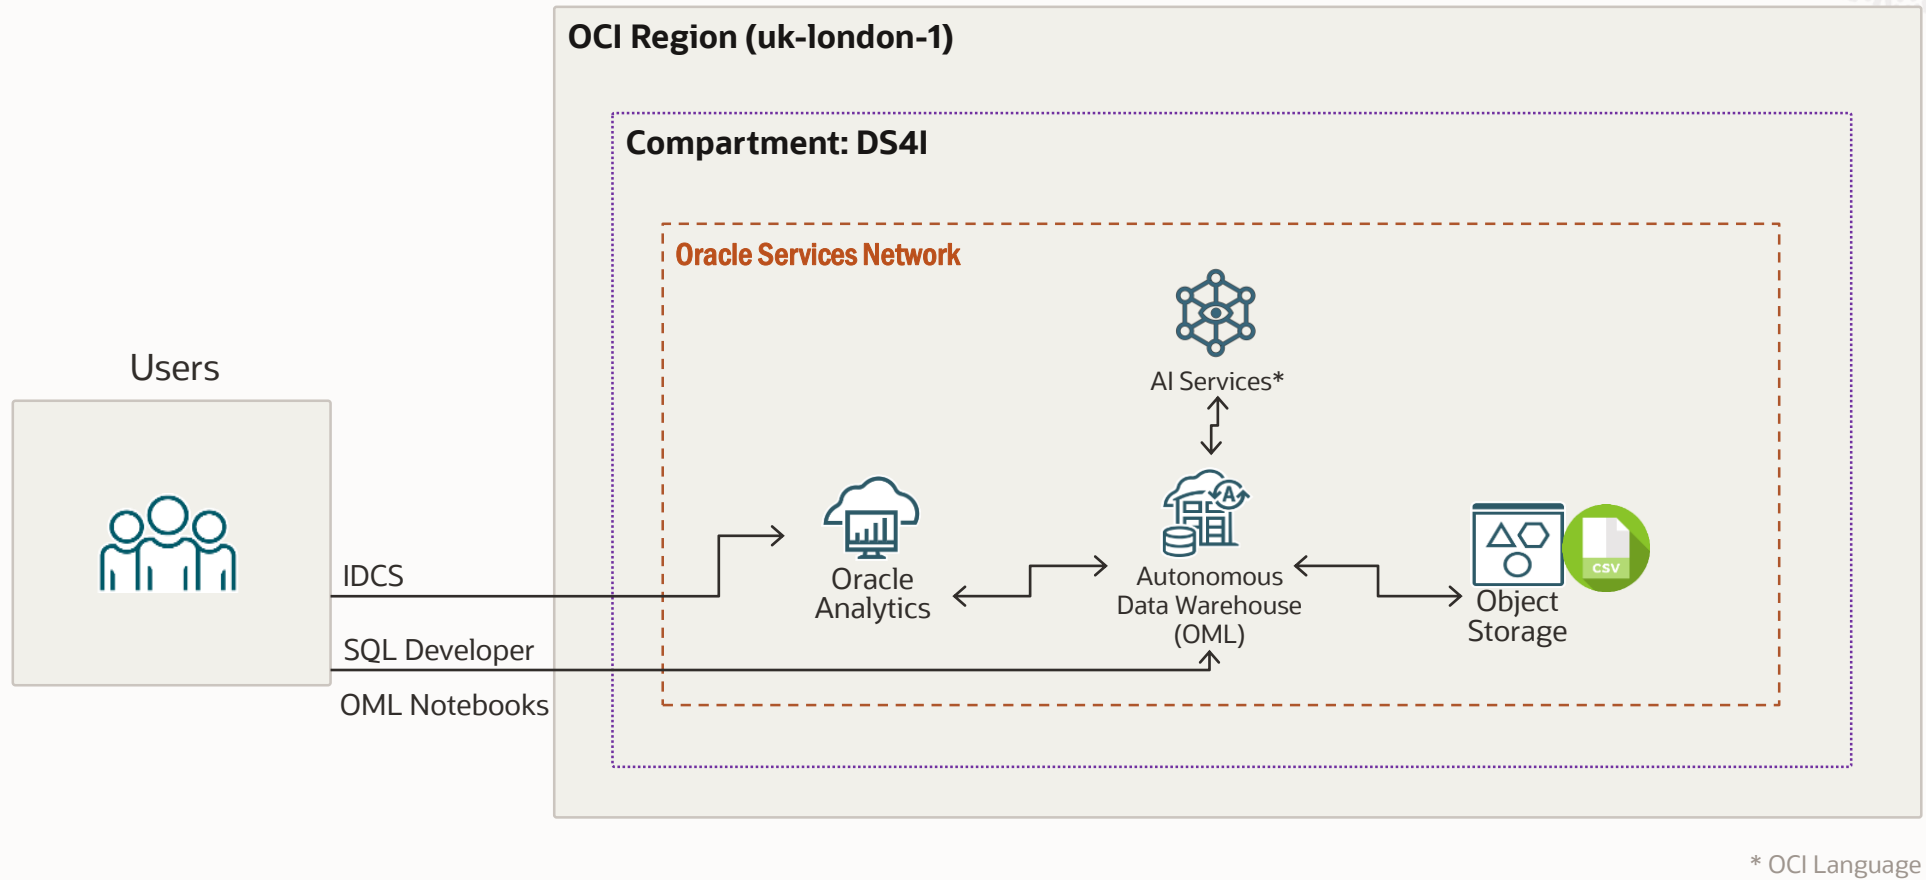 OCI Region (uk-london-1)
Compartment: DS4I
Oracle Services Network
AI Services*
Users
IDCS
SQL Developer
OML Notebooks
Oracle
Analytics
Autonomous
Data Warehouse
(OML)
A
Object
Storage
CSV
* OCI Language